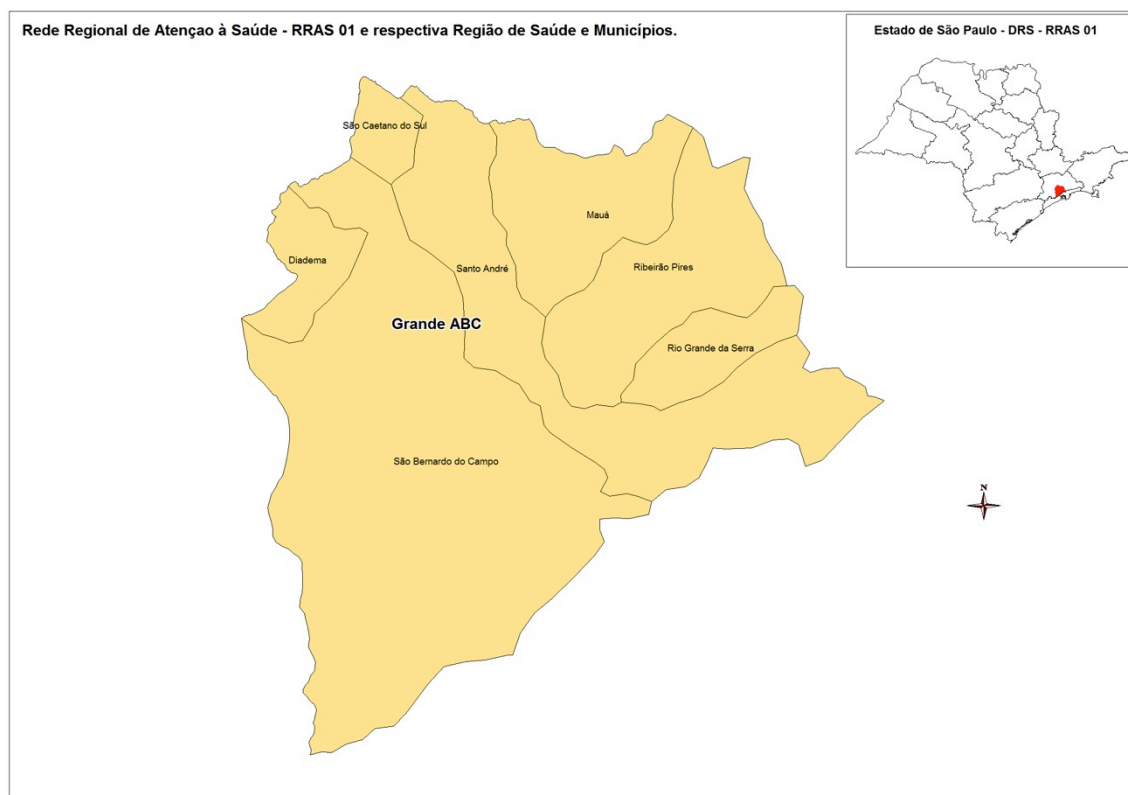 Rede Regional de Atençao à Saúde - RRAS 01 e respectiva Região de Saúde e Municípios.
Estado de São Paulo - DRS - RRAS 01
São Caetano do Sul
Mauá
Diadema
Santo André
Ribeirão Pires
Grande ABC
Rio Grande da Serra
São Bernardo do Campo
N